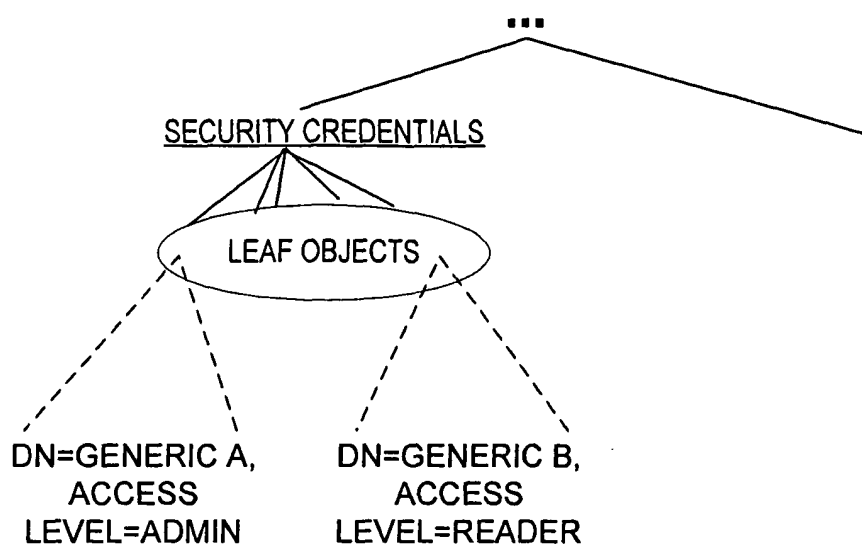 ...
SECURITY CREDENTIALS
LEAF OBJECTS
DN=GENERIC A,
ACCESS
LEVEL=ADMIN
DN=GENERIC B,
ACCESS
LEVEL=READER